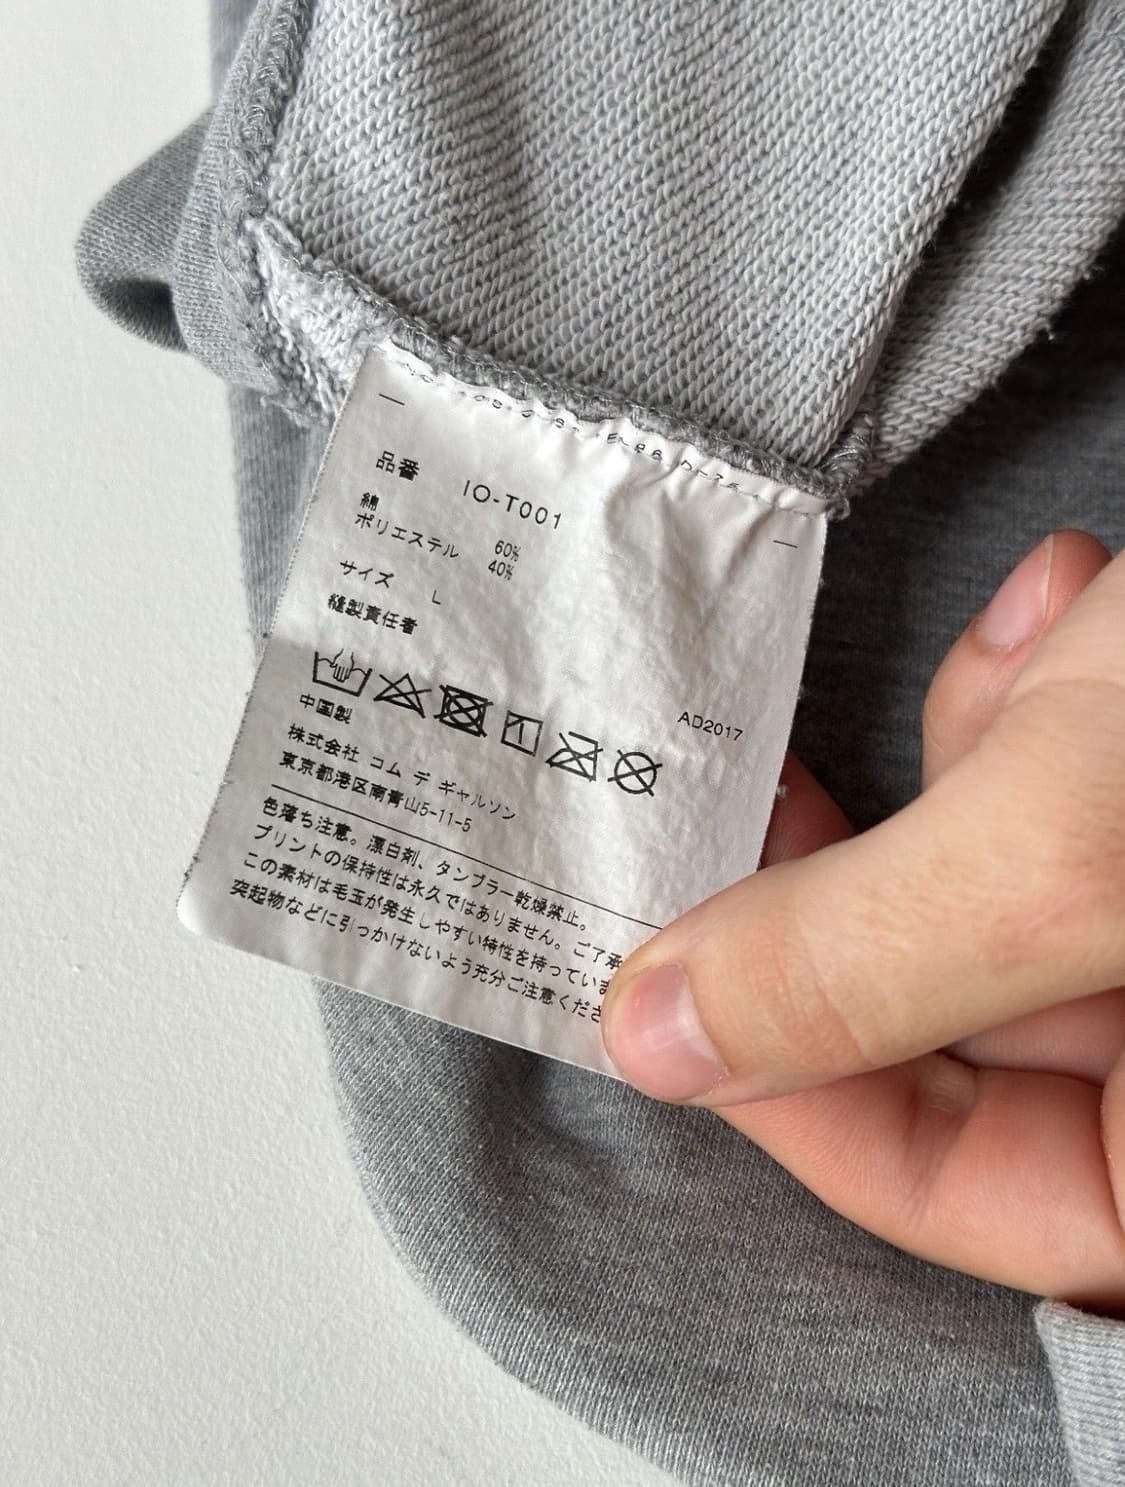 品番 IO-T001
綿 60%
ポリエステル 40%
サイズ L
縫製責任者
AD2017
中国製
株式会社 コム デ ギャルソン
東京都港区南青山5-11-5
色落ち注意。漂白剤、タンブラー乾燥禁止。
プリントの保持性は永久ではありません。ご了承
この素材は毛玉が発生しやすい特性を持っていま
突起物などに引っかけないよう充分ご注意くださ